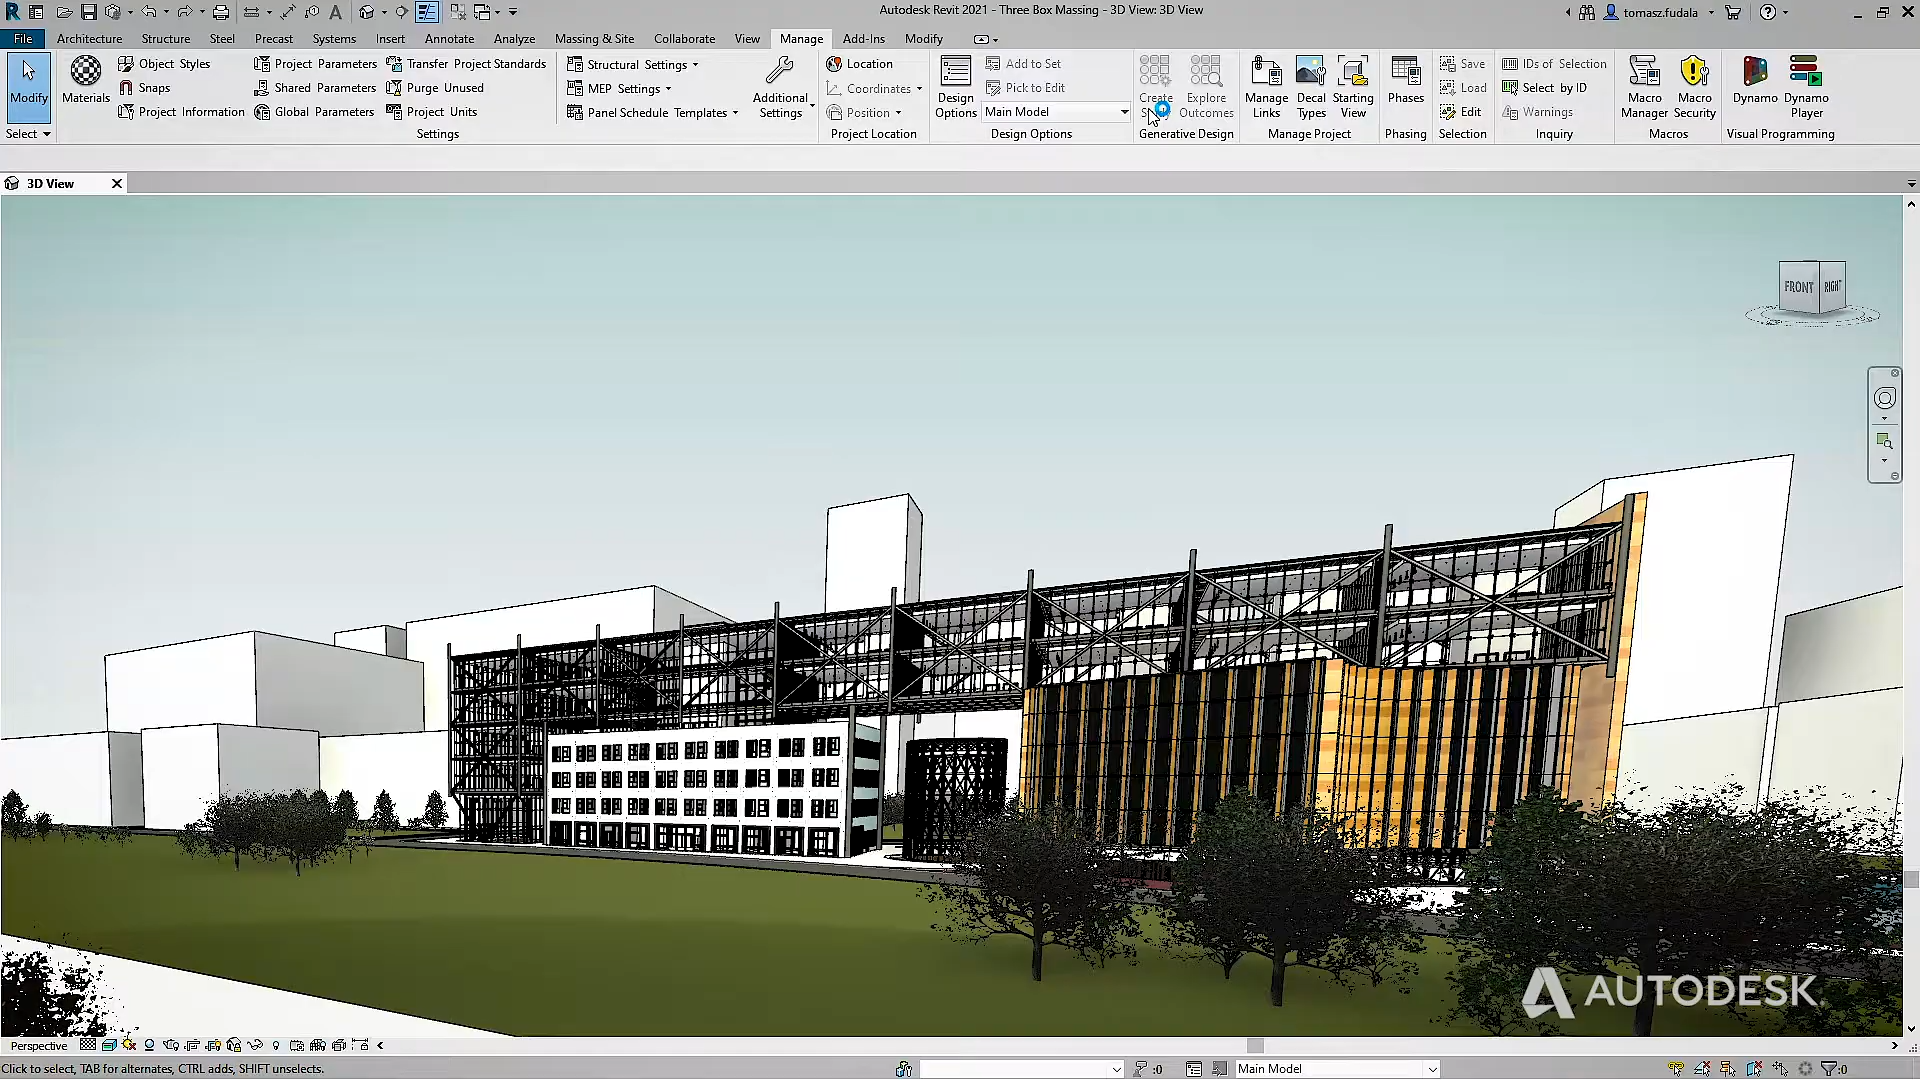 Autodesk Revit 2021 - Three Box Massing - 3D View: 3D View
tomasz.fudala
File Architecture Structure Steel Precast Systems Insert Annotate Analyze Massing & Site Collaborate View Manage Add-Ins Modify
Modify
Select
Materials
Object Styles
Snaps
Project Information
Project Parameters
Shared Parameters
Global Parameters
Transfer Project Standards
Purge Unused
Project Units
Settings
Structural Settings
MEP Settings
Panel Schedule Templates
Additional
Settings
Location
Coordinates
Position
Project Location
Design
Options
Add to Set
Pick to Edit
Main Model
Design Options
Create
Explore
Outcomes
Generative Design
Manage
Links
Decal
Types
Starting
View
Manage Project
Phases
Phasing
Save
Load
Edit
Selection
IDs of Selection
Select by ID
Warnings
Inquiry
Macro
Manager
Macro
Security
Macros
Dynamo
Dynamo
Player
Visual Programming
3D View
FRONT RIGHT
AUTODESK
Perspective
Click to select, TAB for alternates, CTRL adds, SHIFT unselects.
:0
Main Model
:0